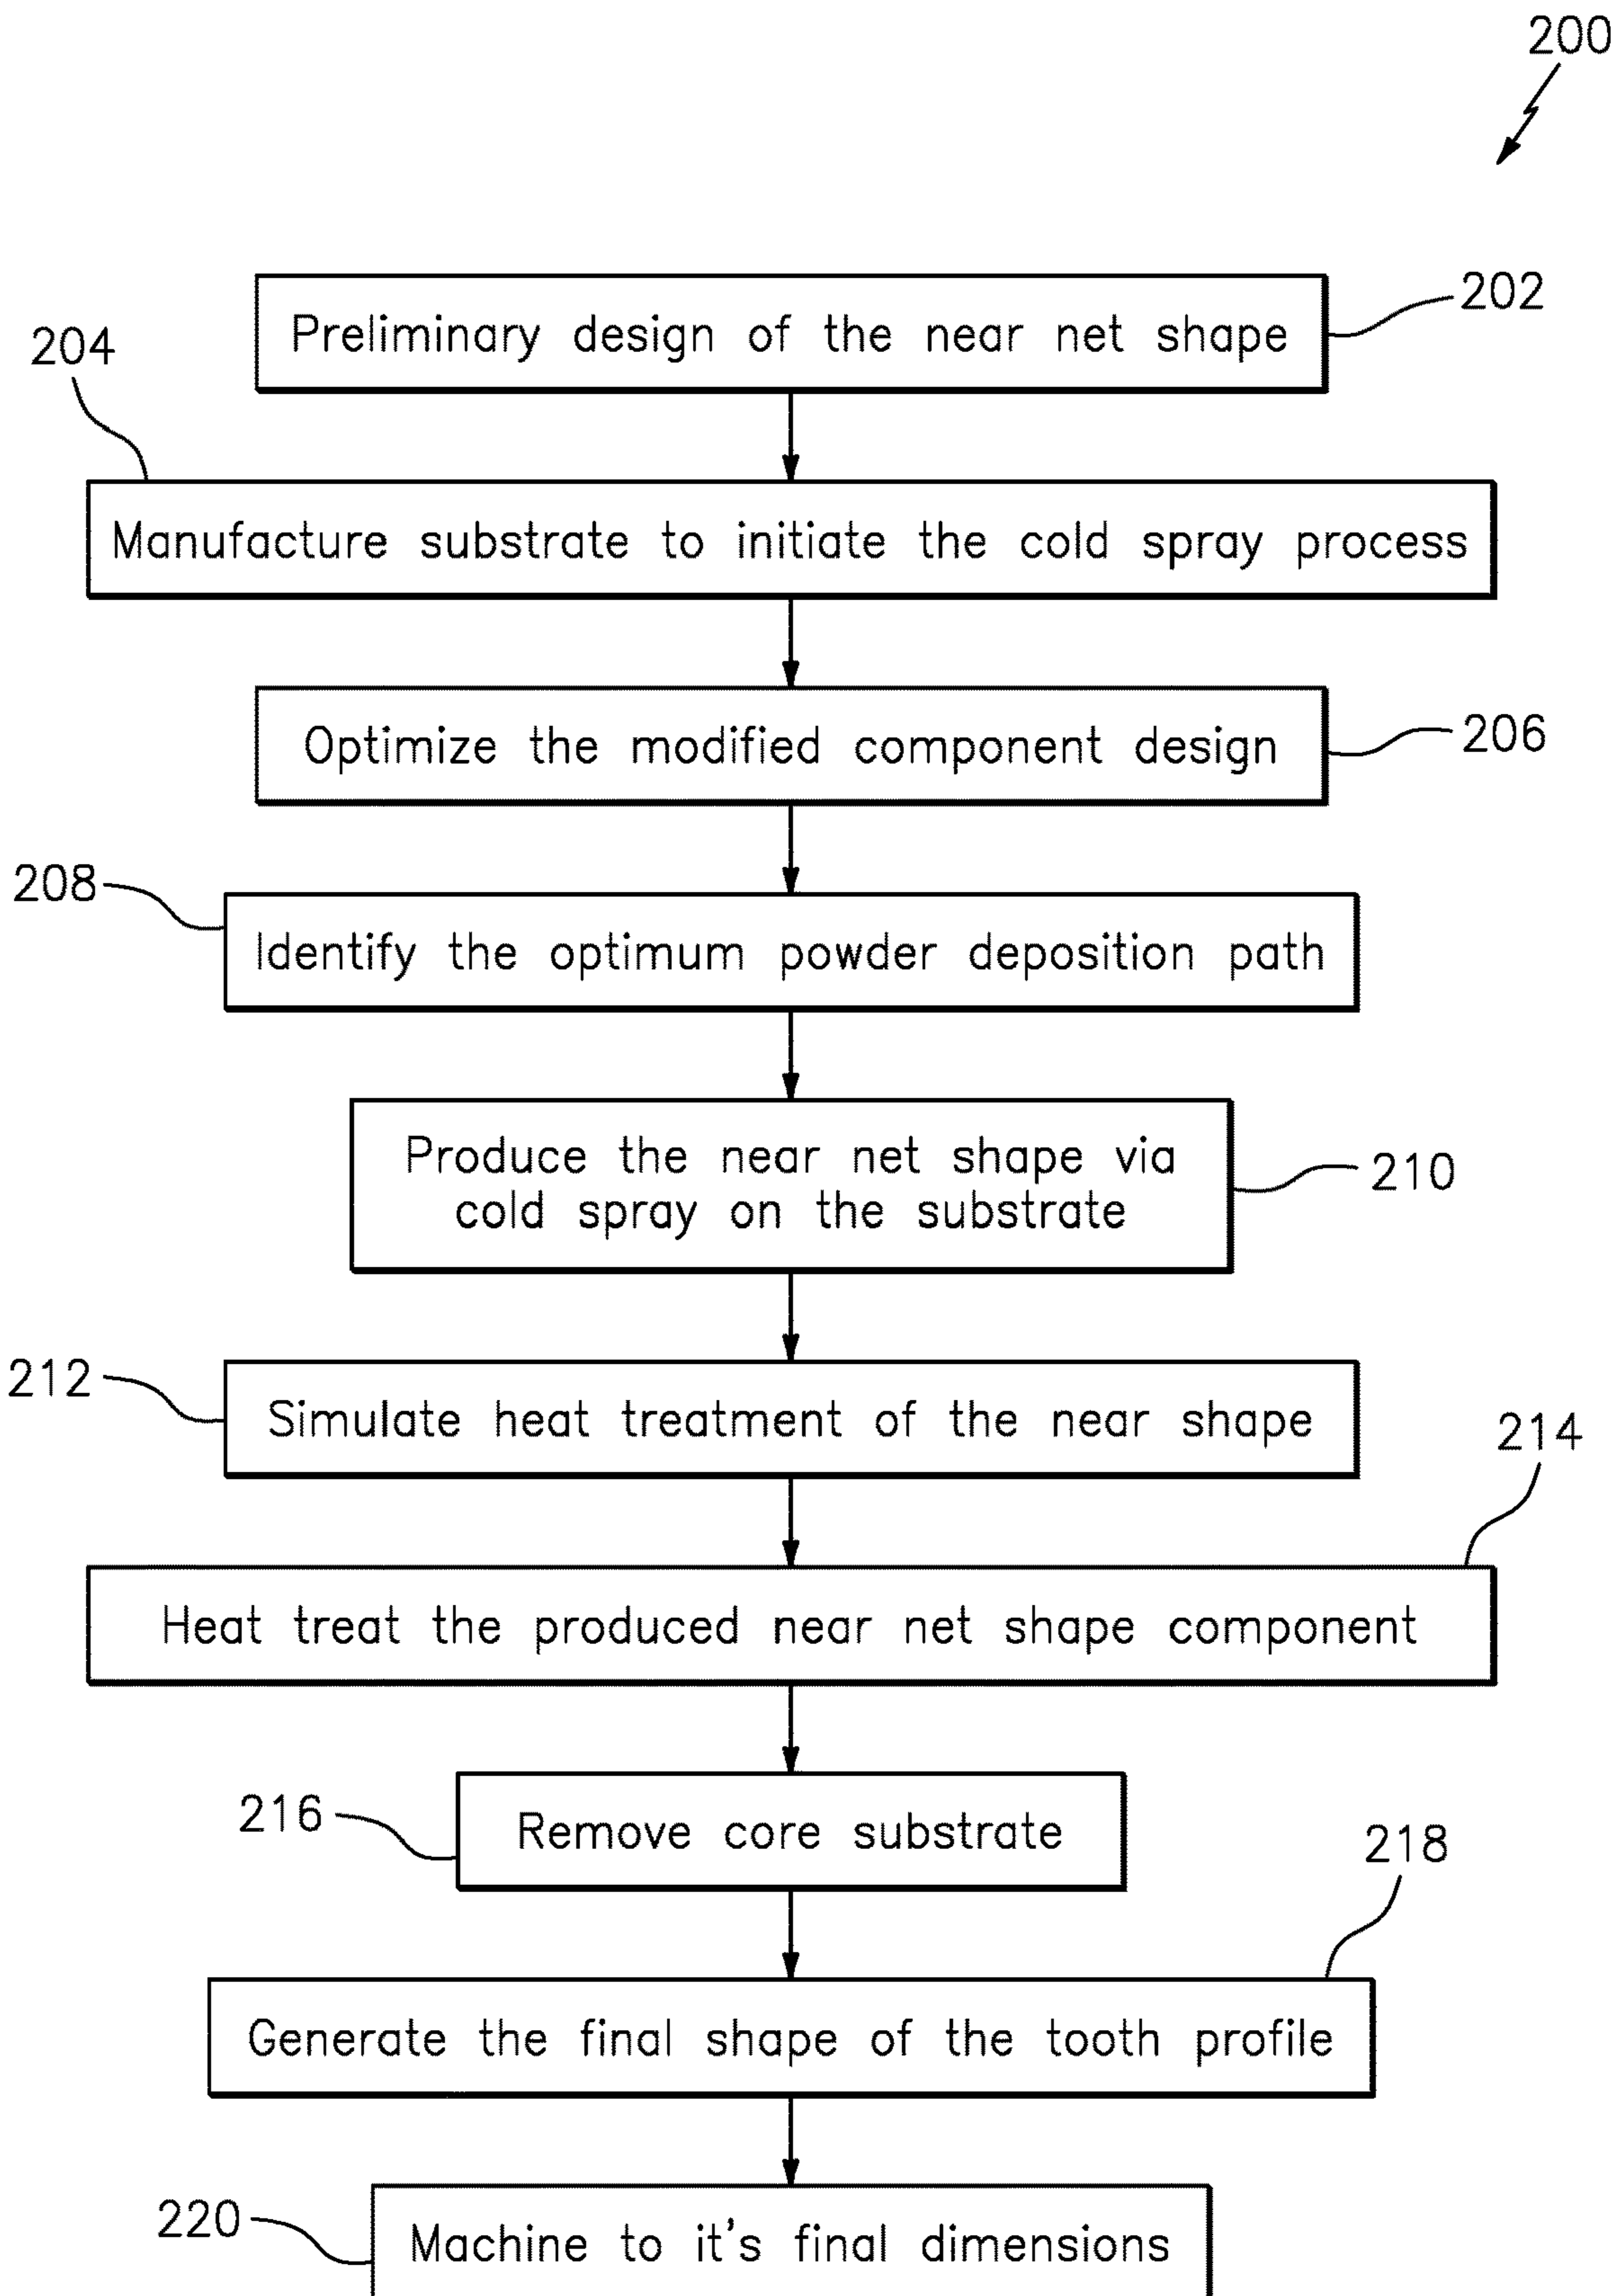 200
Preliminary design of the near net shape
202
204
Manufacture substrate to initiate the cold spray process
Optimize the modified component design
206
208
Identify the optimum powder deposition path
Produce the near net shape via
cold spray on the substrate
210
212
Simulate heat treatment of the near shape
214
Heat treat the produced near net shape component
216
Remove core substrate
218
Generate the final shape of the tooth profile
220
Machine to it's final dimensions